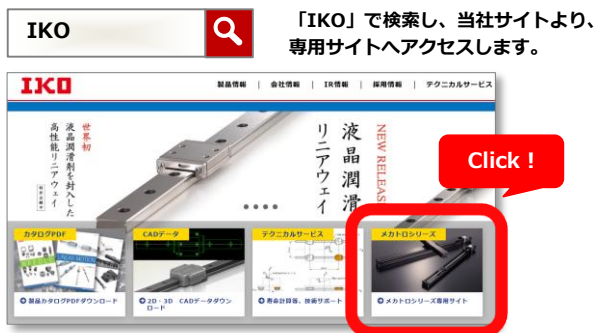 IKO
「IKO」で検索し、当社サイトより、
専用サイトへアクセスします。
IKO
製品情報 | 会社情報 | IR情報 | 採用情報 | テクニカルサービス
世界初
液晶潤滑剤を封入した
高性能リニアウェイ
液晶潤滑
リニアウェイ
NEW RELEAS
Click！
カタログPDF
CADデータ
テクニカルサービス
メカトロシリーズ
製品カタログPDFダウンロード
2D・3D CADデータダウン
ロード
寿命計算器、技術サポート
メカトロシリーズ専用サイト